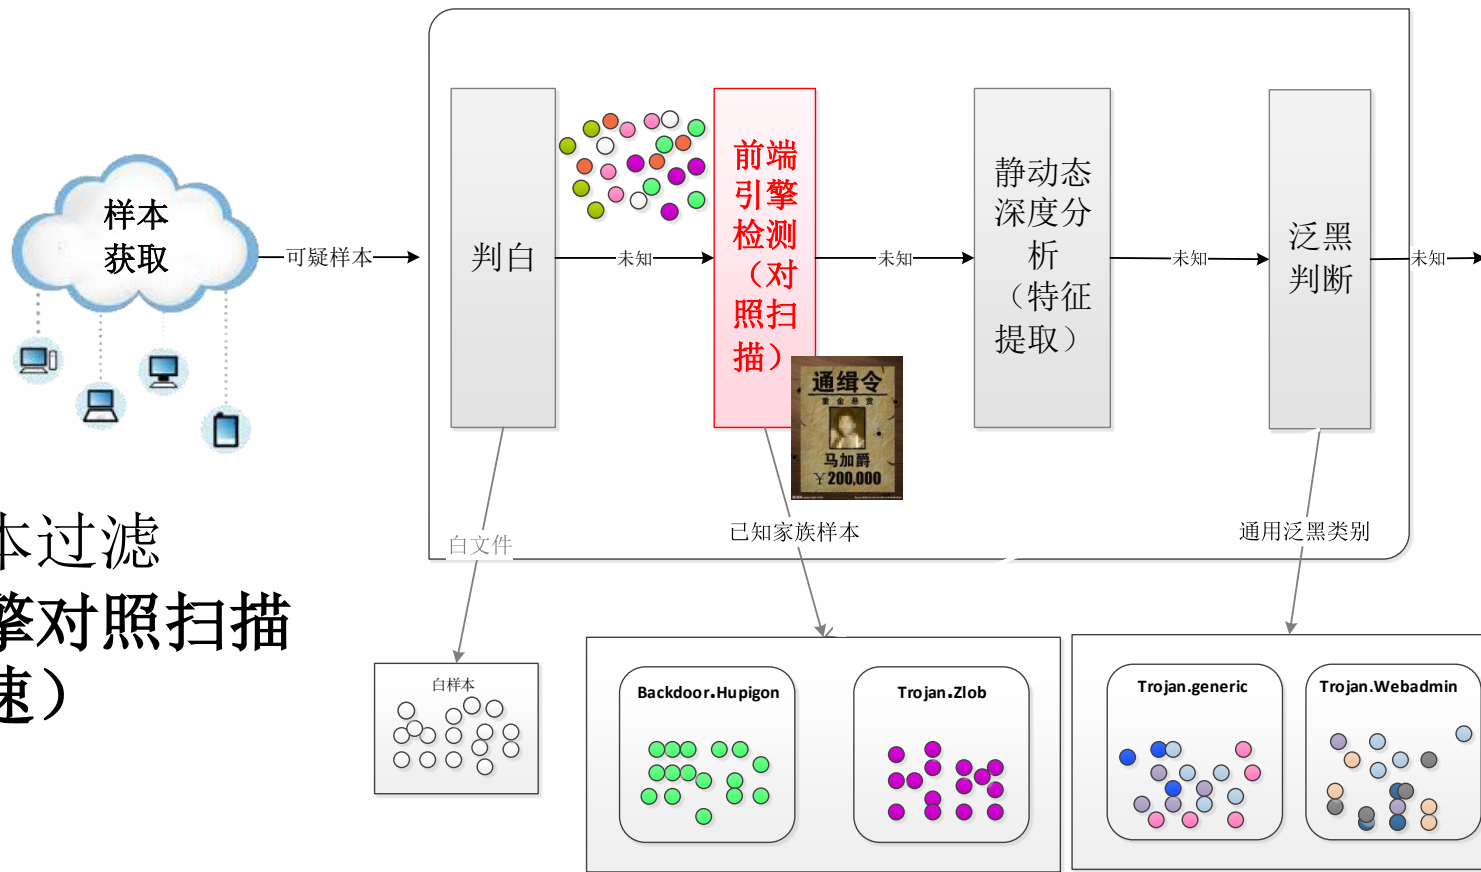 样本
获取
可疑样本
判白
未知
前端
引擎
检测
（对
照扫
描）
未知
静动态
深度分
析
（特征
提取）
未知
泛黑
判断
未知
通缉令
重金悬赏
马加爵
￥200,000
白文件
已知家族样本
通用泛黑类别
本过滤
擎对照扫描
速）
白样本
Backdoor.Hupigon
Trojan.Zlob
Trojan.generic
Trojan.Webadmin